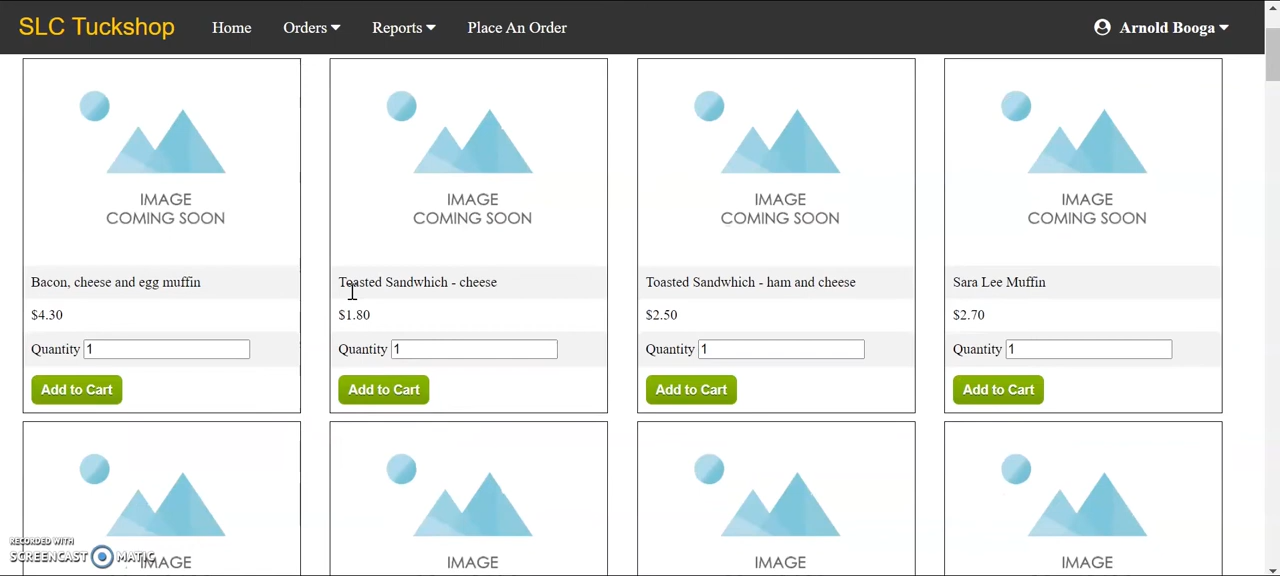 SLC Tuckshop Home Orders Reports Place An Order Arnold Booga
IMAGE COMING SOON
IMAGE COMING SOON
IMAGE COMING SOON
IMAGE COMING SOON
Bacon, cheese and egg muffin
Toasted Sandwhich - cheese
Toasted Sandwhich - ham and cheese
Sara Lee Muffin
$4.30
$1.80
$2.50
$2.70
Quantity 1
Quantity 1
Quantity 1
Quantity 1
Add to Cart
Add to Cart
Add to Cart
Add to Cart
IMAGE
IMAGE
IMAGE
IMAGE
RECORDED WITH
SCREENCAST MATIC